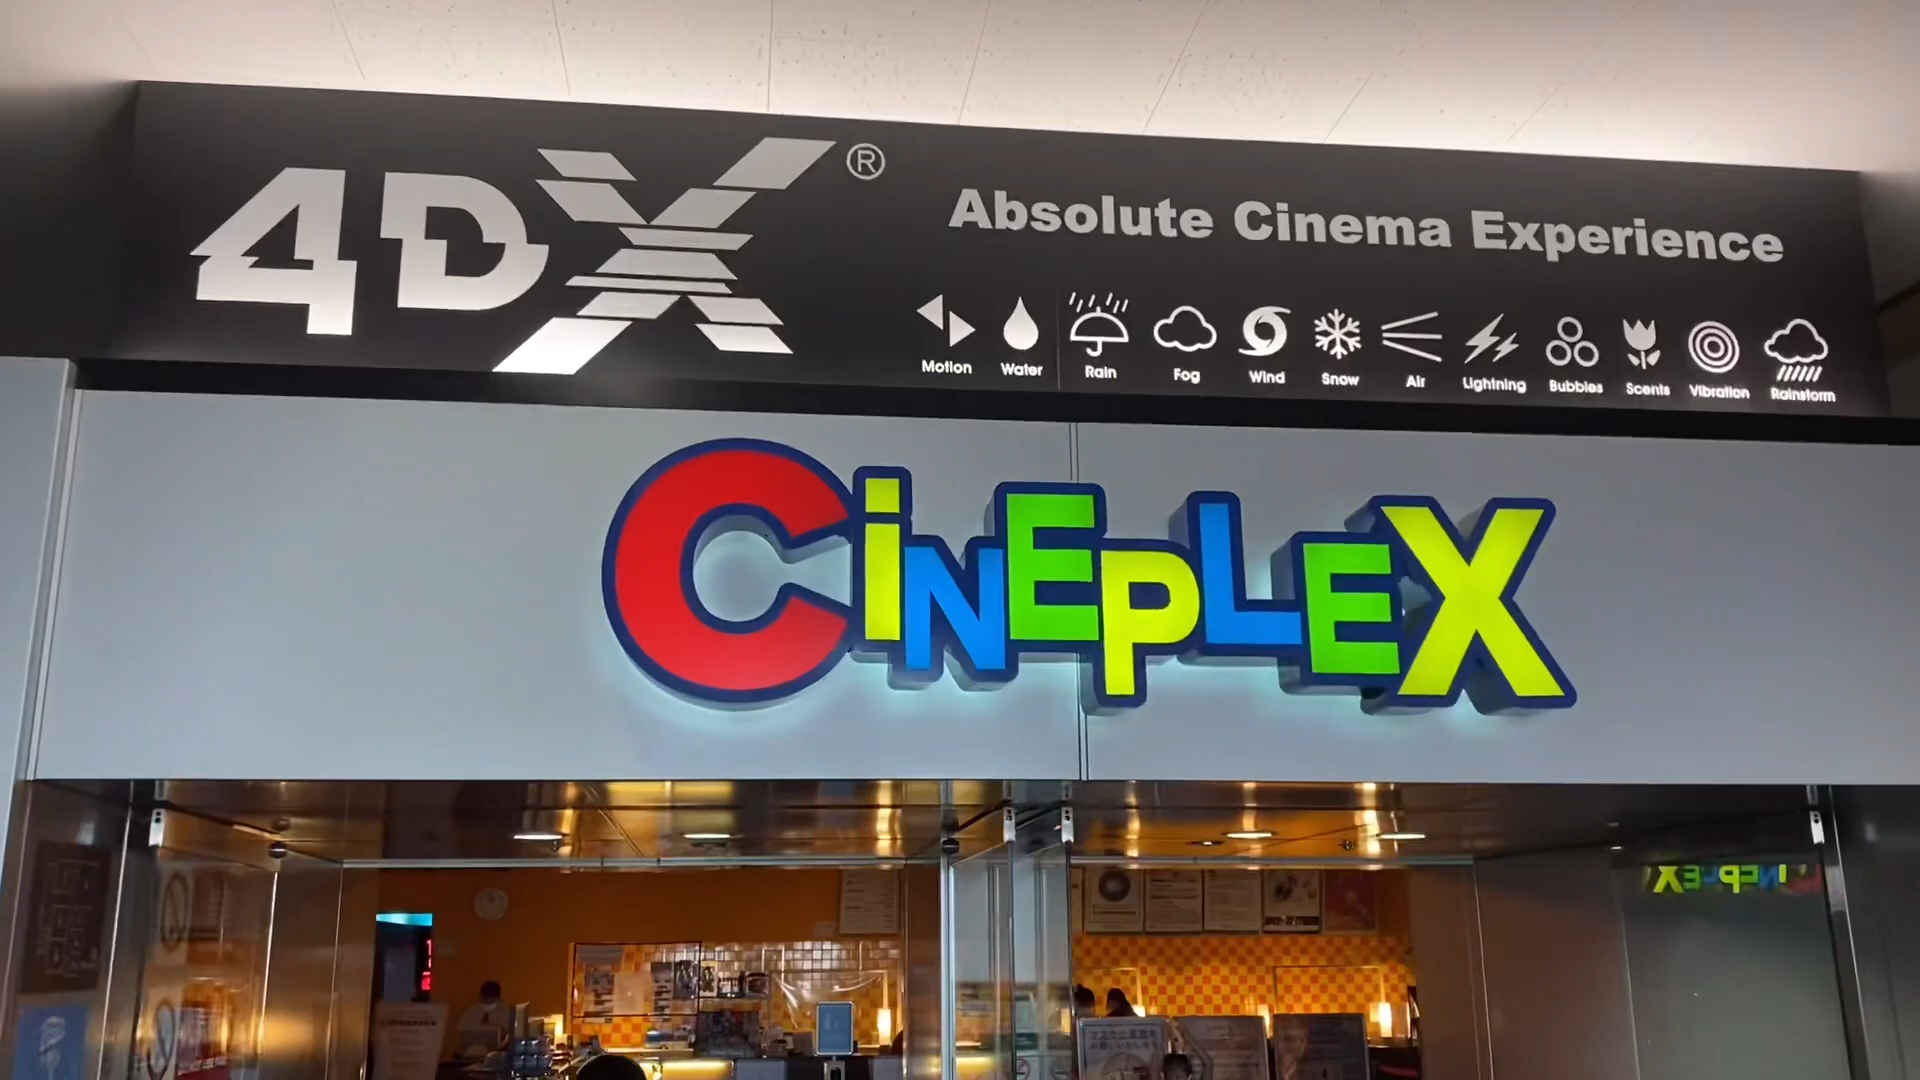 4DX®
Absolute Cinema Experience
Motion Water Rain Fog Wind Snow Air Lightning Bubbles Scents Vibration Rainstorm
CiNEPLEX